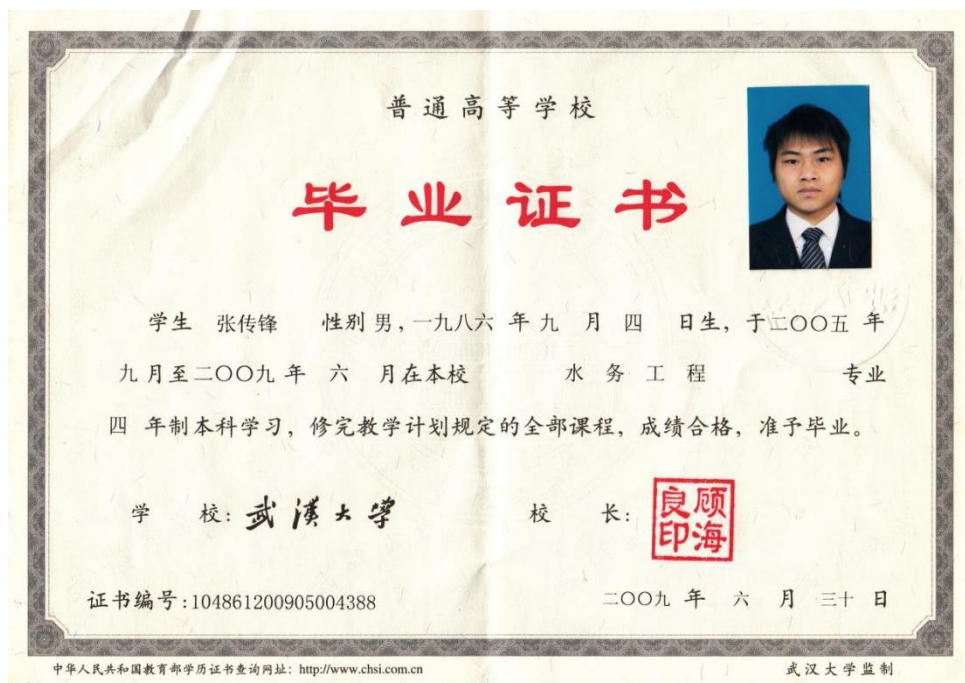 普通高等学校
毕业证书
学生 张传锋 性别 男，一九八六 年 九 月 四 日生，于二〇〇五 年
九 月至二〇〇九 年 六 月在本校 水务工程 专业
四 年制本科学习，修完教学计划规定的全部课程，成绩合格，准予毕业。
学 校：武漢大學 校 长：顾海良印
证书编号：104861200905004388 二〇〇九 年 六 月 三十 日
中华人民共和国教育部学历证书查询网址：http://www.chsi.com.cn 武汉大学监制